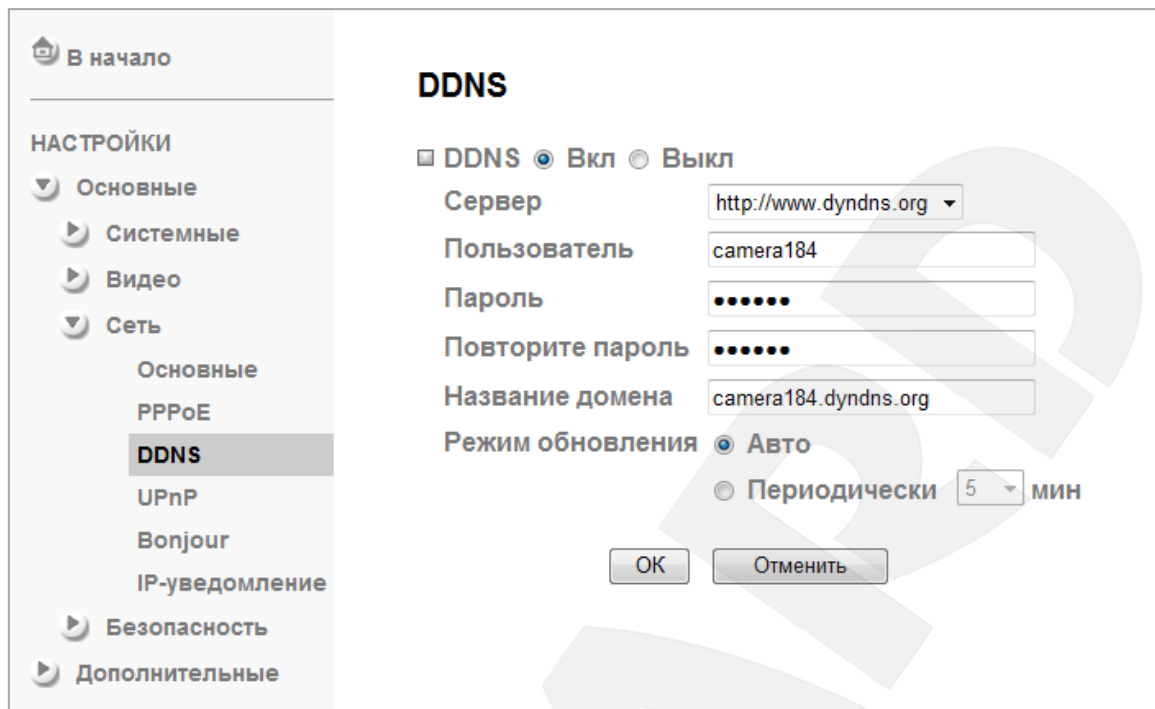 В начало
НАСТРОЙКИ
Основные
Системные
Видео
Сеть
Основные
PPPoE
DDNS
UPnP
Bonjour
IP-уведомление
Безопасность
Дополнительные
DDNS
DDNS Вкл Выкл
Сервер http://www.dyndns.org
Пользователь camera184
Пароль ●●●●●●
Повторите пароль ●●●●●●
Название домена camera184.dyndns.org
Режим обновления Авто
Периодически 5 мин
ОК Отменить